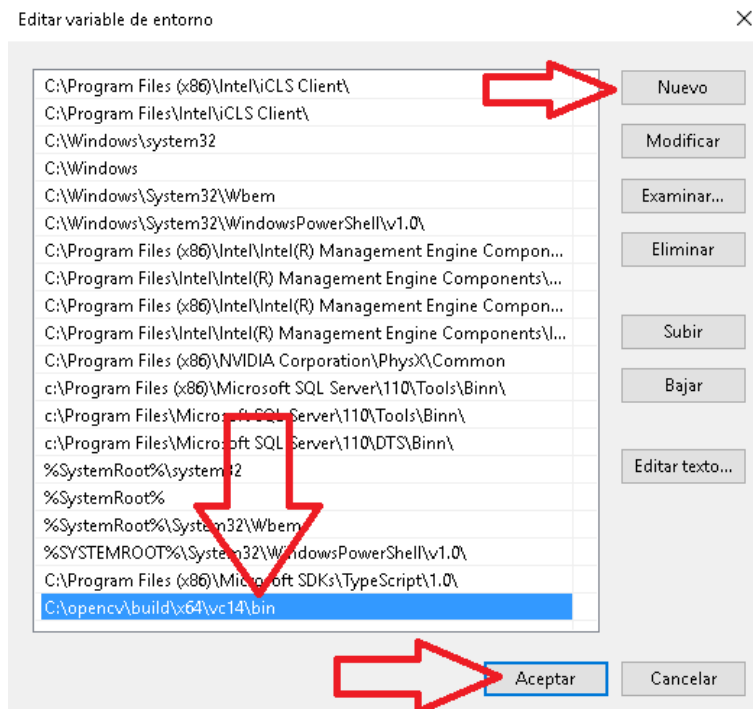 Editar variable de entorno
C:\Program Files (x86)\Intel\iCLS Client\
Nuevo
C:\Program Files\Intel\iCLS Client\
C:\Windows\system32
Modificar
C:\Windows
C:\Windows\System32\Wbem
Examinar...
C:\Windows\System32\WindowsPowerShell\v1.0\
C:\Program Files (x86)\Intel\Intel(R) Management Engine Compon...
Eliminar
C:\Program Files\Intel\Intel(R) Management Engine Components\...
C:\Program Files (x86)\Intel\Intel(R) Management Engine Compon...
C:\Program Files\Intel\Intel(R) Management Engine Components\I...
Subir
C:\Program Files (x86)\NVIDIA Corporation\PhysX\Common
c:\Program Files (x86)\Microsoft SQL Server\110\Tools\Binn\
Bajar
c:\Program Files\Microsoft SQL Server\110\Tools\Binn\
c:\Program Files\Microsoft SQL Server\110\DTS\Binn\
%SystemRoot%\system32
Editar texto...
%SystemRoot%
%SystemRoot%\System32\Wbem
%SYSTEMROOT%\System32\WindowsPowerShell\v1.0\
C:\Program Files (x86)\Microsoft SDKs\TypeScript\1.0\
C:\opencv\build\x64\vc14\bin
Aceptar
Cancelar